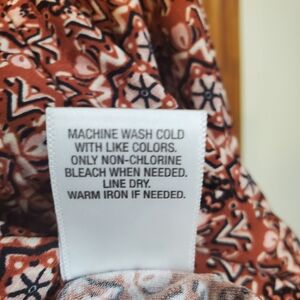 MACHINE WASH COLD
WITH LIKE COLORS.
ONLY NON-CHLORINE
BLEACH WHEN NEEDED.
LINE DRY.
WARM IRON IF NEEDED.